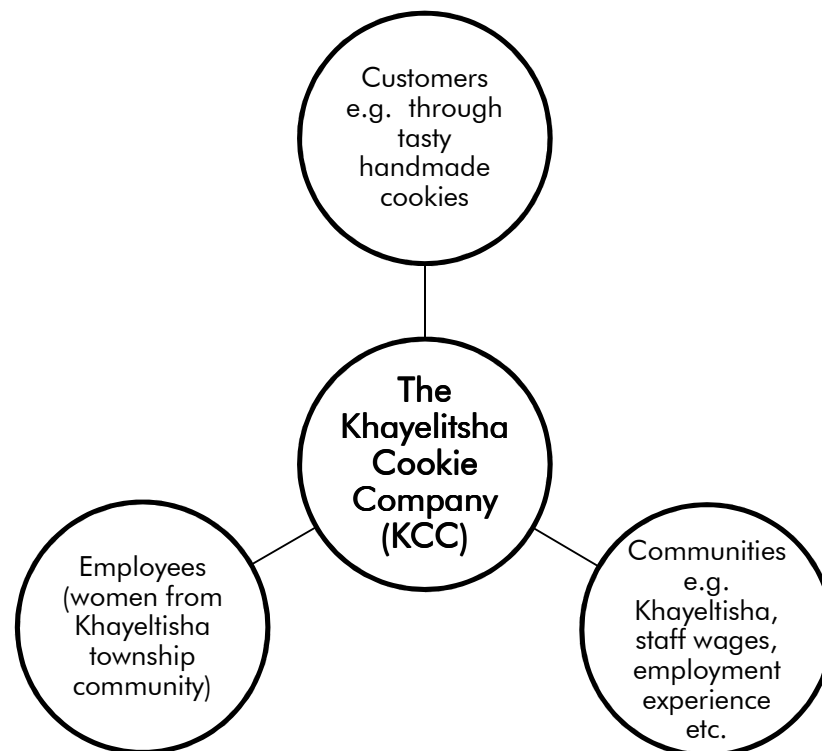 Customers
e.g. through
tasty
handmade
cookies
The
Khayelitsha
Cookie
Company
(KCC)
Employees
(women from
Khayeltisha
township
community)
Communities
e.g.
Khayeltisha,
staff wages,
employment
experience
etc.